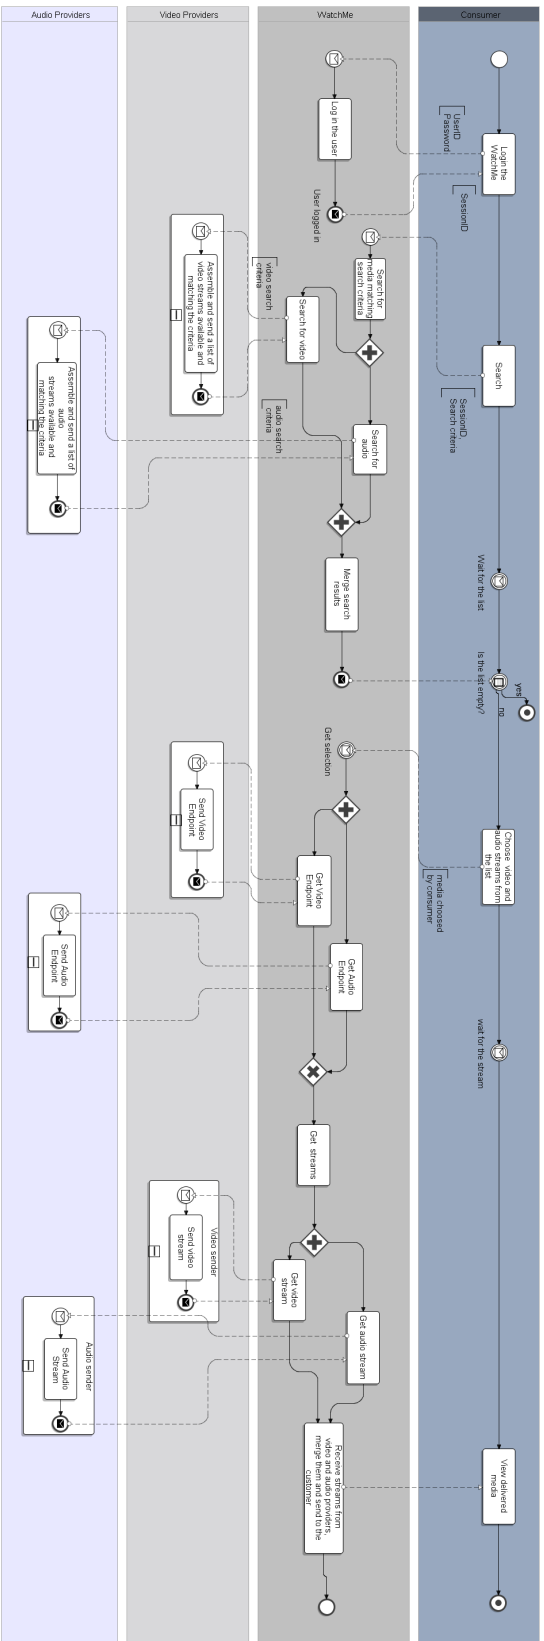 Audio Providers
Video Providers
WatchMe
Consumer
Login the
WatchMe
UserID
Password
SessionID
Log in the user
User logged in
Search for
media matching
search criteria
Search
SessionID,
Search criteria
video search
criteria
Search for video
Assemble and send a list of
video streams available and
matching the criteria
audio search
criteria
Search for
audio
Assemble and send a list of
audio
streams available and
matching the criteria
Merge search
results
Wait for the list
Is the list empty?
yes
no
Get selection
Choose video and
audio streams from
the list
media choosed
by consumer
Send Video
Endpoint
Get Video
Endpoint
Send Audio
Endpoint
Get Audio
Endpoint
wait for the stream
Get streams
Video sender
Send video
stream
Get video
stream
Get audio stream
Audio sender
Send Audio
Stream
Receive streams from
video and audio providers,
merge them and send to the
customer
View delivered
media